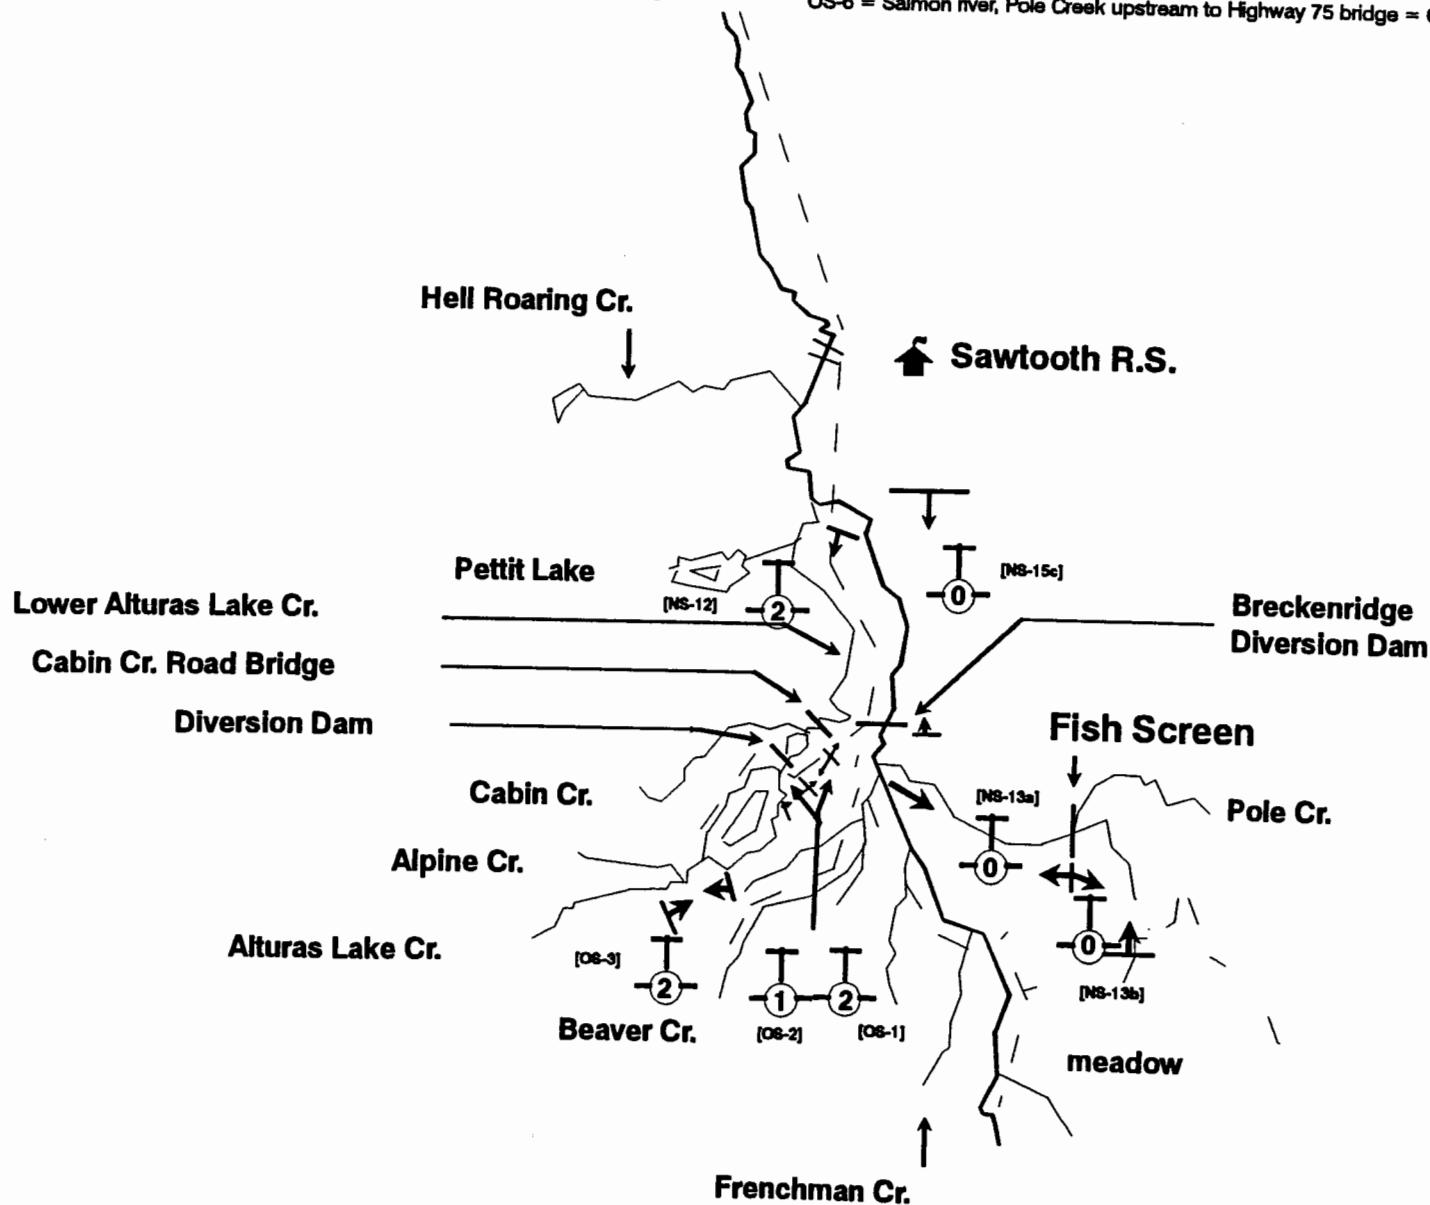 OS-6 = Salmon river, Pole Creek upstream to Highway 75 bridge =
Hell Roaring Cr.
Sawtooth R.S.
Pettit Lake
[NS-12]
2
[NS-15c]
0
Lower Alturas Lake Cr.
Cabin Cr. Road Bridge
Diversion Dam
Breckenridge
Diversion Dam
Fish Screen
Cabin Cr.
[NS-13a]
0
Pole Cr.
Alpine Cr.
Alturas Lake Cr.
[OS-3]
2
Beaver Cr.
1
[OS-2]
2
[OS-1]
0
[NS-13b]
meadow
Frenchman Cr.